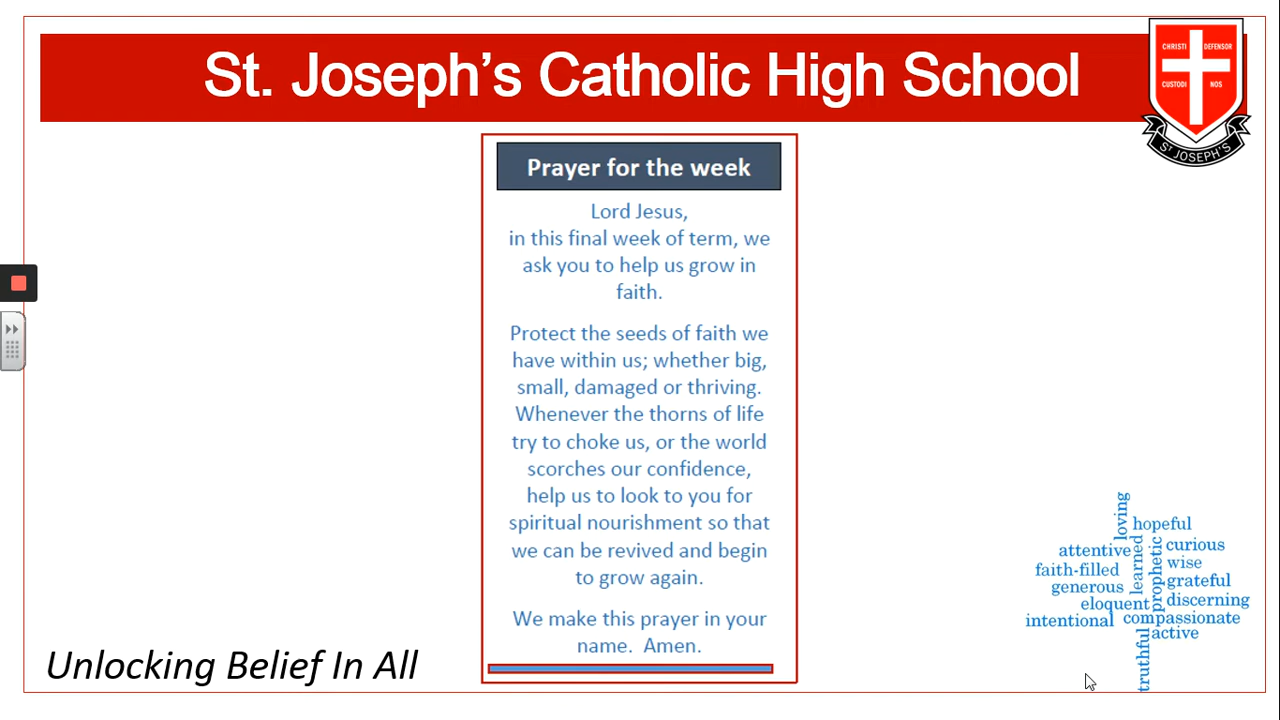 St. Joseph's Catholic High School
CHRISTI DEFENSOR
CUSTODI NOS
ST JOSEPH'S
Prayer for the week
Lord Jesus,
in this final week of term, we
ask you to help us grow in
faith.
Protect the seeds of faith we
have within us; whether big,
small, damaged or thriving.
Whenever the thorns of life
try to choke us, or the world
scorches our confidence,
help us to look to you for
spiritual nourishment so that
we can be revived and begin
to grow again.
We make this prayer in your
name.  Amen.
Unlocking Belief In All
loving
hopeful
attentive
learned
prophetic
curious
faith-filled
wise
generous
grateful
eloquent
discerning
intentional
compassionate
active
truthful